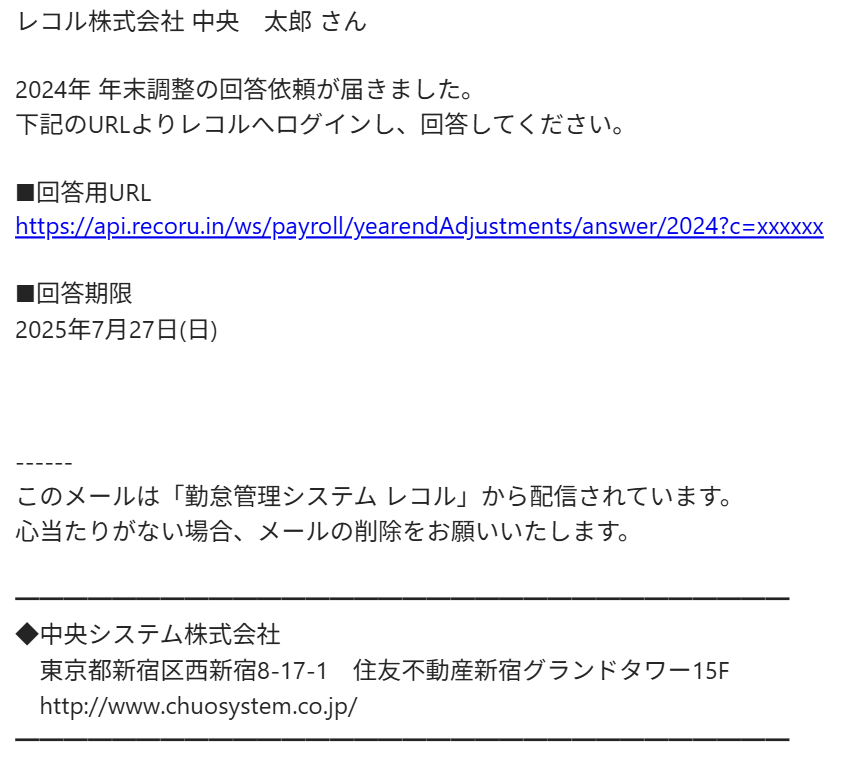 レコル株式会社 中央　太郎 さん
2024年 年末調整の回答依頼が届きました。
下記のURLよりレコルへログインし、回答してください。
■回答用URL
https://api.recoru.in/ws/payroll/yearendAdjustments/answer/2024?c=xxxxxx
■回答期限
2025年7月27日(日)
------
このメールは「勤怠管理システム レコル」から配信されています。
心当たりがない場合、メールの削除をお願いいたします。
◆中央システム株式会社
東京都新宿区西新宿8-17-1　住友不動産新宿グランドタワー15F
http://www.chuosystem.co.jp/